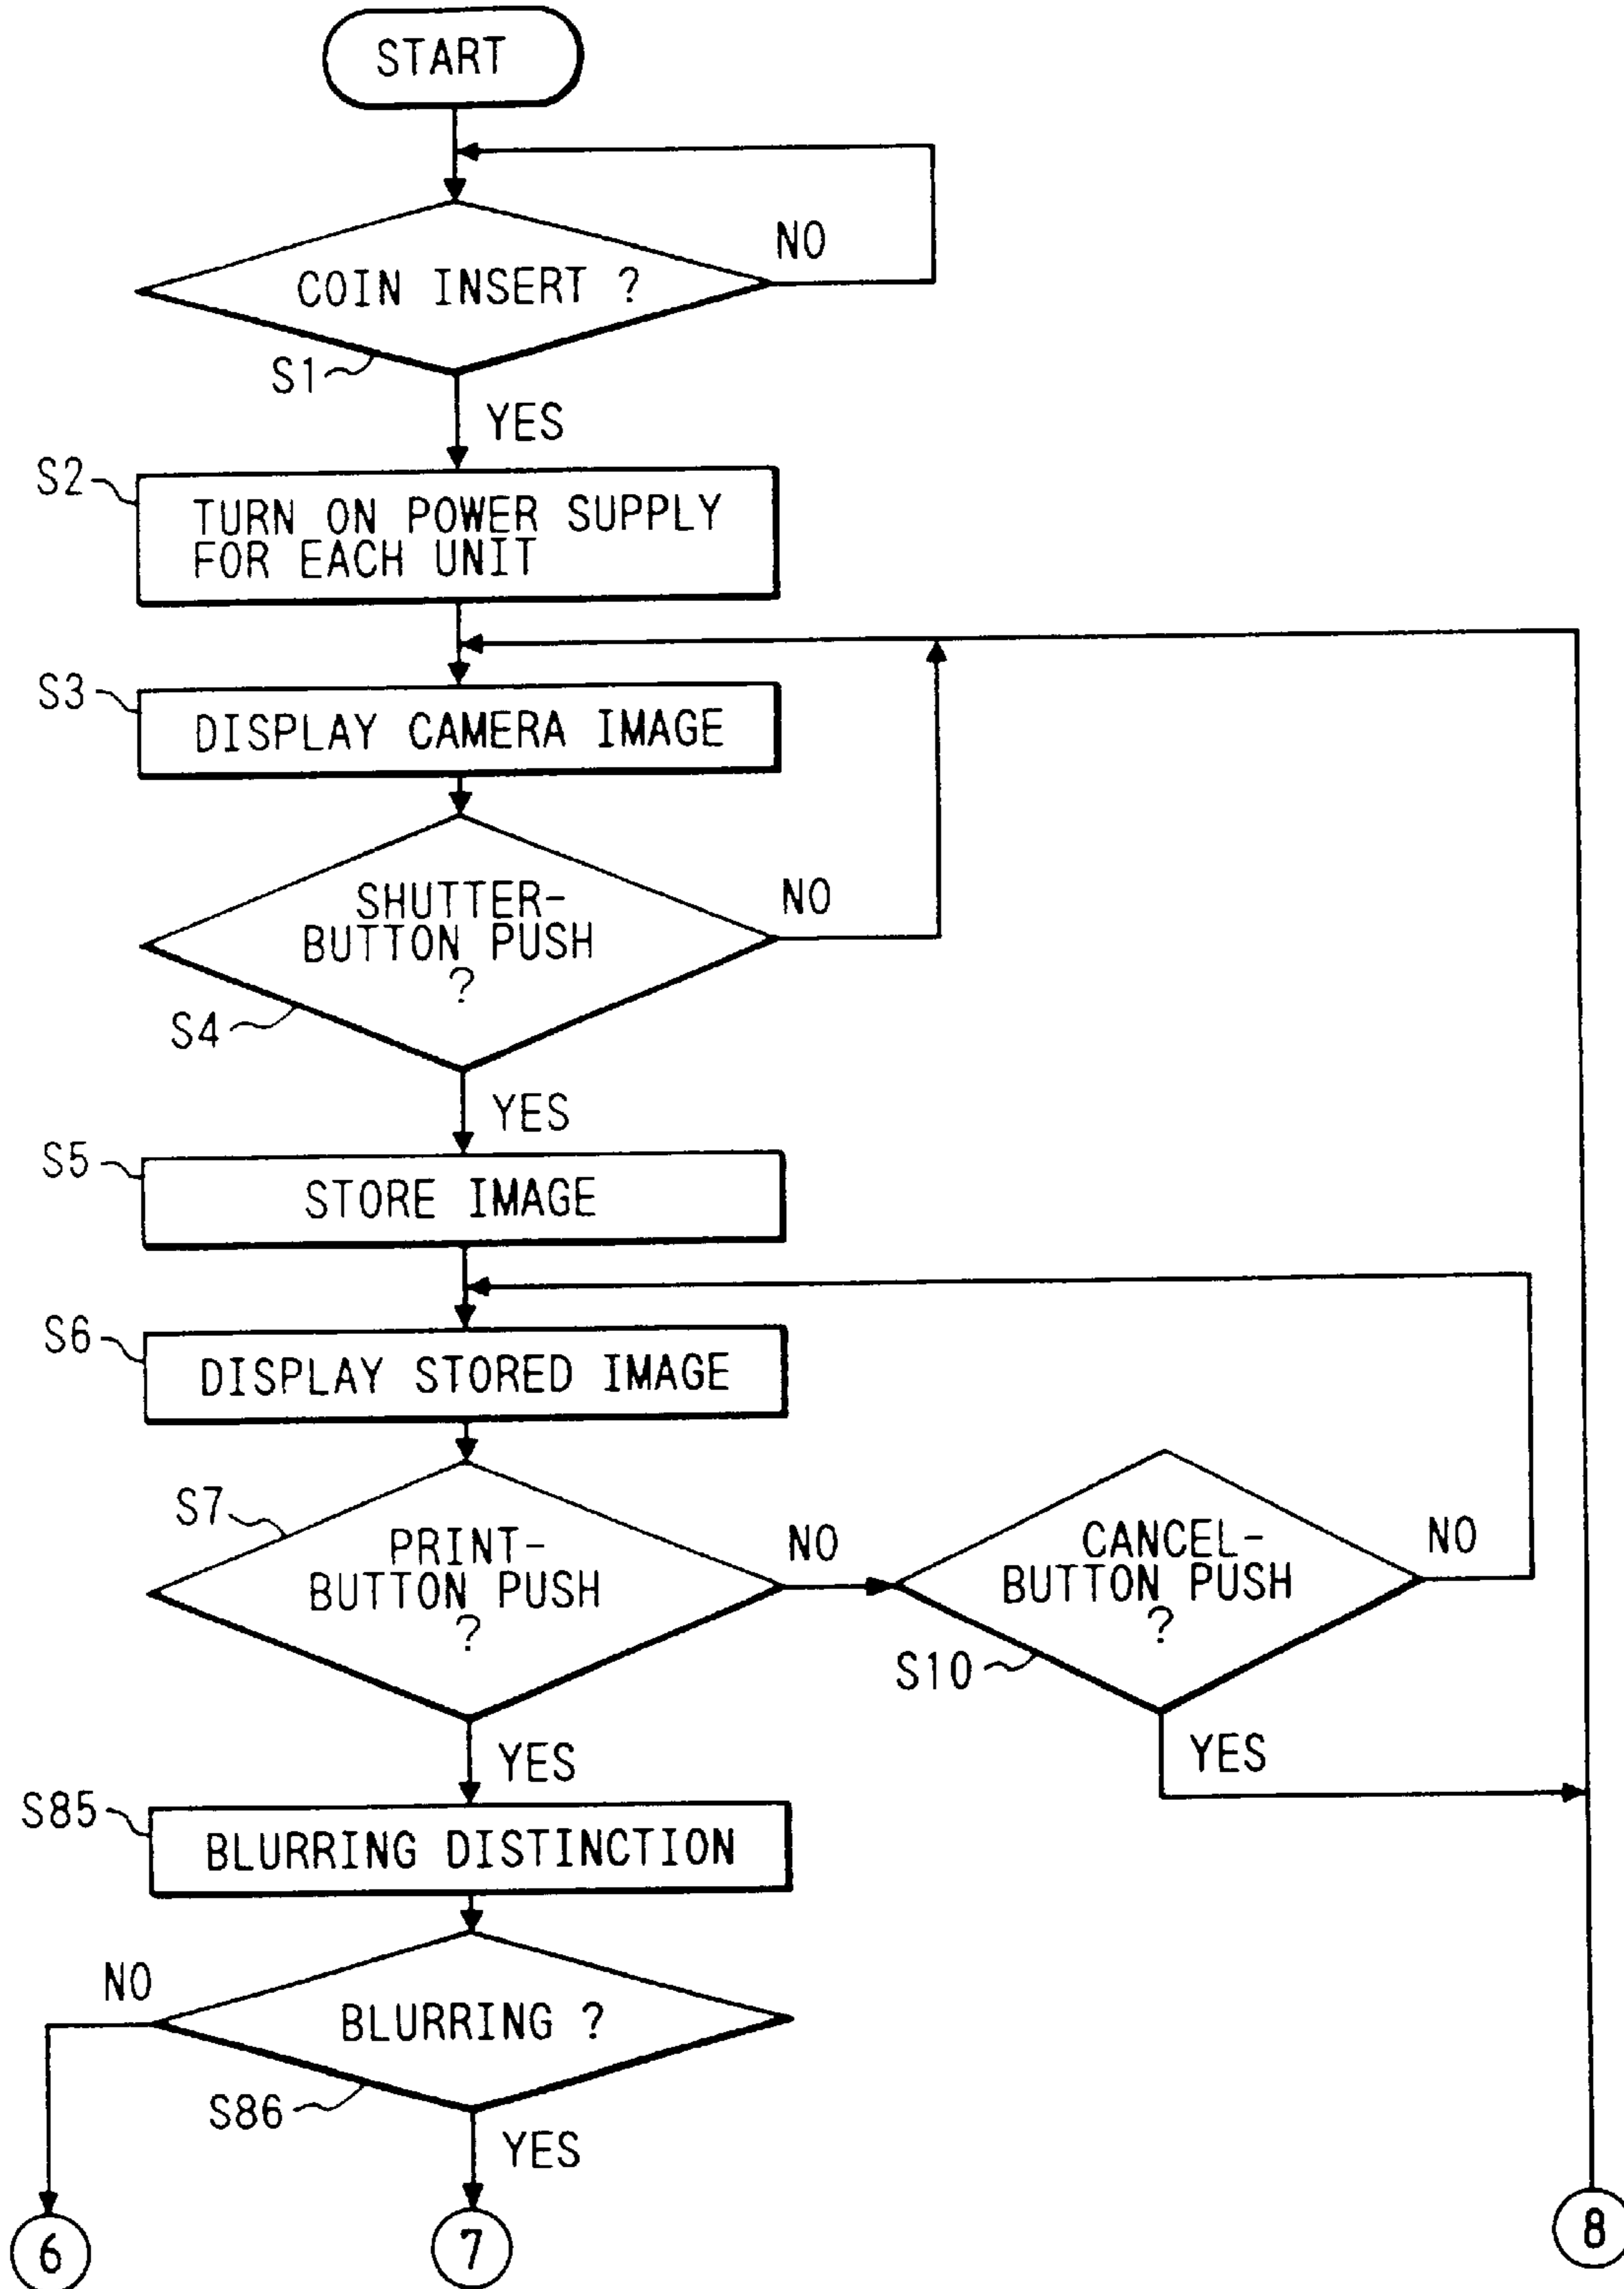 START
NO
COIN INSERT ?
S1
YES
S2
TURN ON POWER SUPPLY
FOR EACH UNIT
S3
DISPLAY CAMERA IMAGE
NO
SHUTTER-
BUTTON PUSH
?
S4
YES
S5
STORE IMAGE
S6
DISPLAY STORED IMAGE
S7
PRINT-
BUTTON PUSH
?
NO
CANCEL-
BUTTON PUSH
?
NO
S10
YES
YES
S85
BLURRING DISTINCTION
NO
BLURRING ?
S86
YES
6
7
8